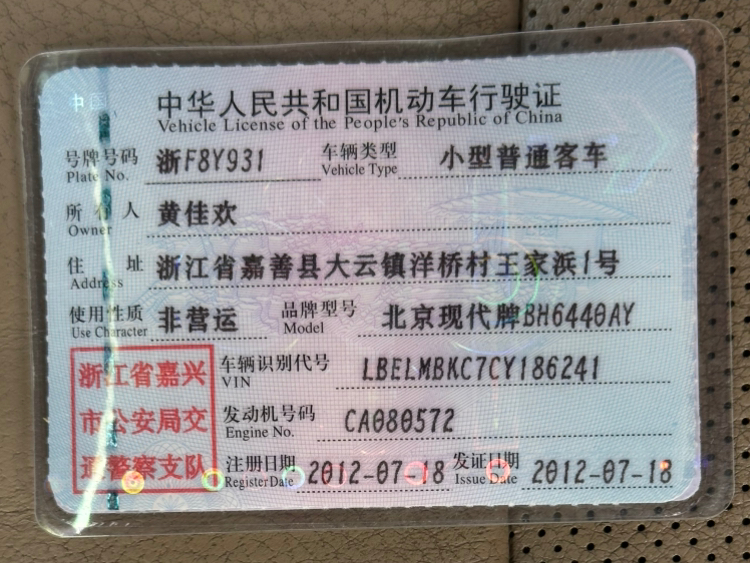 中华人民共和国机动车行驶证
Vehicle License of the People's Republic of China
号牌号码 浙F8Y931 车辆类型 小型普通客车
Plate No. Vehicle Type
所有人 黄佳欢
Owner
住址 浙江省嘉善县大云镇洋桥村王家浜1号
Address
使用性质 非营运 品牌型号 北京现代牌BH6440AY
Use Character Model
浙江省嘉兴 车辆识别代号 LBELMBKC7CY186241
VIN
市公安局交 发动机号码 CA080572
Engine No.
通警察支队 注册日期 2012-07-18 发证日期 2012-07-18
Register Date Issue Date